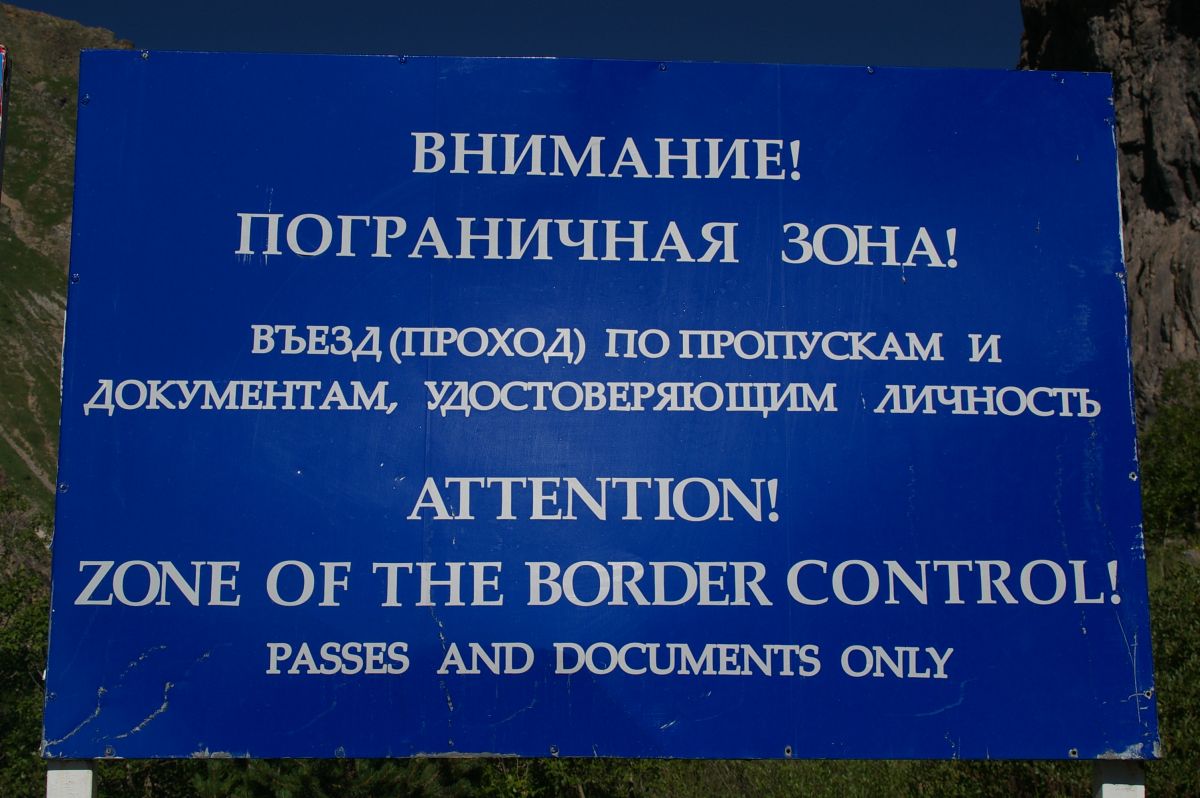 ВНИМАНИЕ!
ПОГРАНИЧНАЯ ЗОНА!
ВЪЕЗД (ПРОХОД) ПО ПРОПУСКАМ И
ДОКУМЕНТАМ, УДОСТОВЕРЯЮЩИМ ЛИЧНОСТЬ
ATTENTION!
ZONE OF THE BORDER CONTROL!
PASSES AND DOCUMENTS ONLY